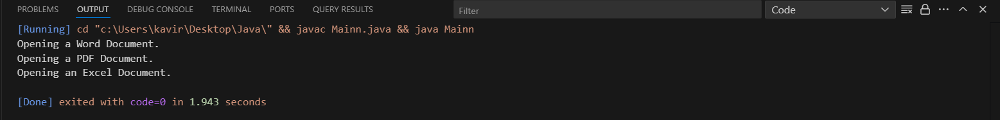 PROBLEMS OUTPUT DEBUG CONSOLE TERMINAL PORTS QUERY RESULTS Filter Code
[Running] cd "c:\Users\kavir\Desktop\Java\" && javac Mainn.java && java Mainn
Opening a Word Document.
Opening a PDF Document.
Opening an Excel Document.
[Done] exited with code=0 in 1.943 seconds